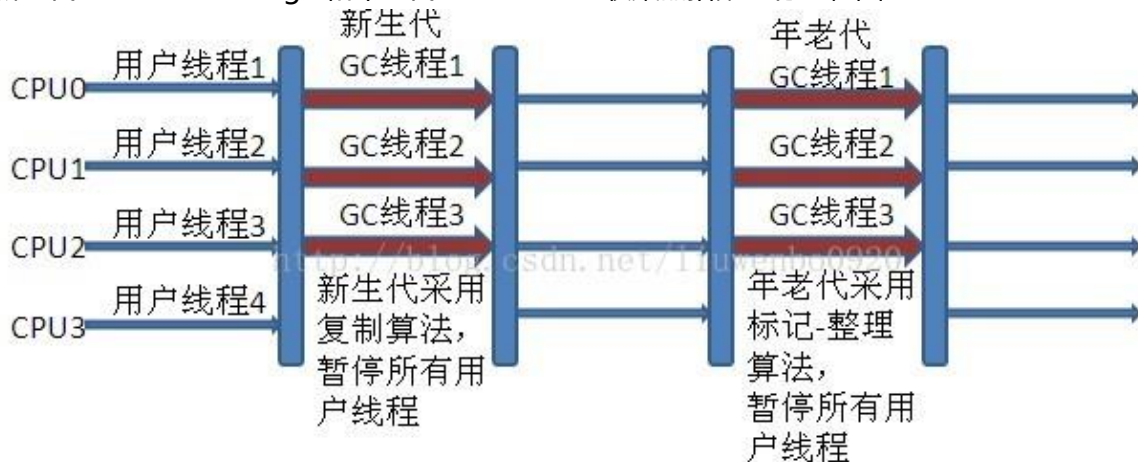 新生代
年老代
用户线程1
GC线程1
GC线程1
CPU0
用户线程2
GC线程2
GC线程2
CPU1
用户线程3
GC线程3
GC线程3
CPU2
http://blog.csdn.net/liuwenbo0920
用户线程4
CPU3
新生代采用
复制算法,
暂停所有用
户线程
年老代采用
标记-整理
算法,
暂停所有用
户线程